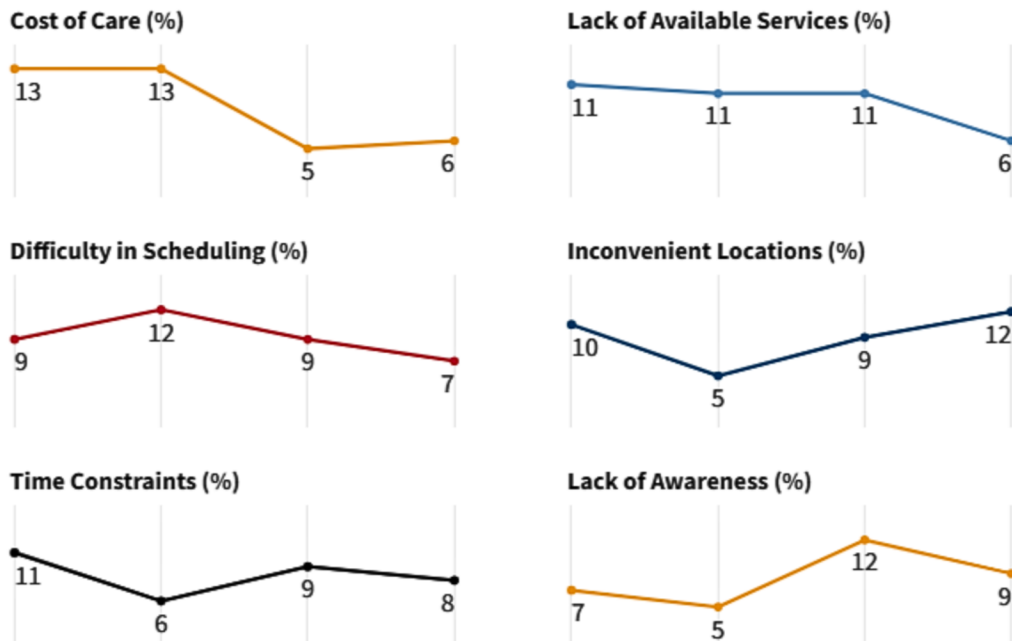 Cost of Care (%)
13 13 5 6
Lack of Available Services (%)
11 11 11 6
Difficulty in Scheduling (%)
9 12 9 7
Inconvenient Locations (%)
10 5 9 12
Time Constraints (%)
11 6 9 8
Lack of Awareness (%)
7 5 12 9